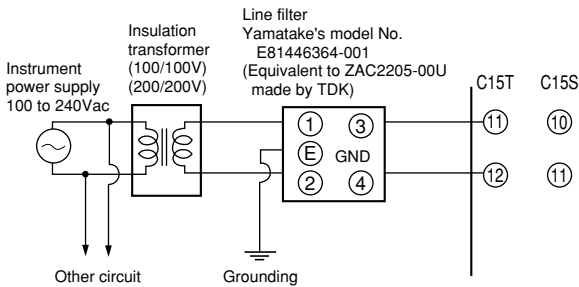 Instrument
power supply
100 to 240Vac
Insulation
transformer
(100/100V)
(200/200V)
Line filter
Yamatake's model No.
E81446364-001
(Equivalent to ZAC2205-00U
made by TDK)
C15T
C15S
1
3
E
GND
2
4
11
10
12
11
Other circuit
Grounding